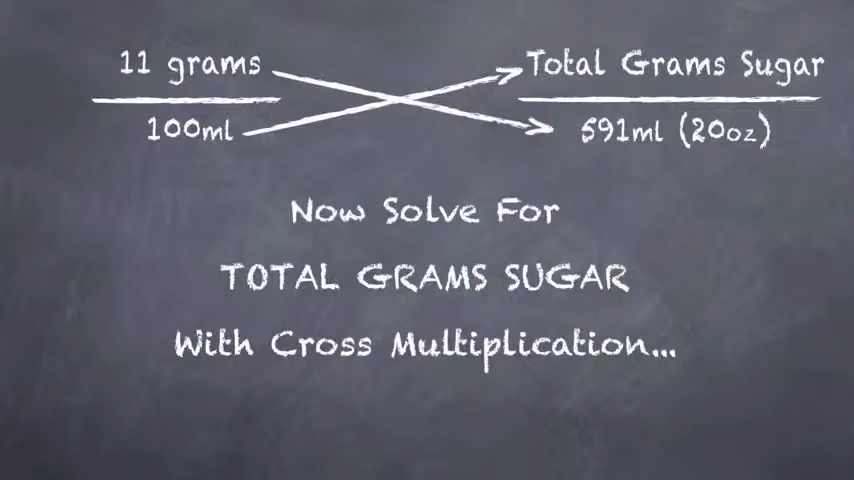 11 grams
100ml
Total Grams Sugar
591ml (20oz)
Now Solve For
TOTAL GRAMS SUGAR
With Cross Multiplication...